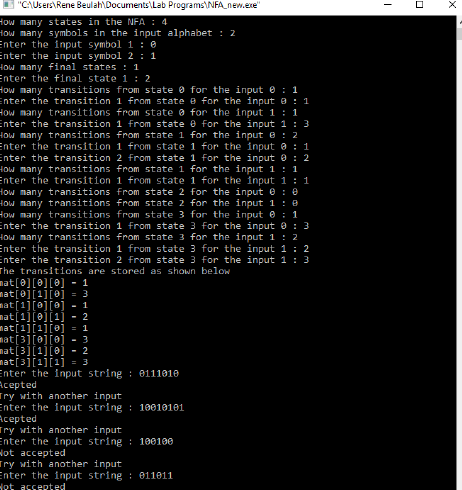 "C:\Users\Rene Beulah\Documents\Lab Programs\NFA_new.exe"
How many states in the NFA : 4
How many symbols in the input alphabet : 2
Enter the input symbol 1 : 0
Enter the input symbol 2 : 1
How many final states : 1
Enter the final state 1 : 2
How many transitions from state 0 for the input 0 : 1
Enter the transition 1 from state 0 for the input 0 : 1
How many transitions from state 0 for the input 1 : 1
Enter the transition 1 from state 0 for the input 1 : 3
How many transitions from state 1 for the input 0 : 2
Enter the transition 1 from state 1 for the input 0 : 1
Enter the transition 2 from state 1 for the input 0 : 2
How many transitions from state 1 for the input 1 : 1
Enter the transition 1 from state 1 for the input 1 : 1
How many transitions from state 2 for the input 0 : 0
How many transitions from state 2 for the input 1 : 0
How many transitions from state 3 for the input 0 : 1
Enter the transition 1 from state 3 for the input 0 : 3
How many transitions from state 3 for the input 1 : 2
Enter the transition 1 from state 3 for the input 1 : 2
Enter the transition 2 from state 3 for the input 1 : 3
The transitions are stored as shown below
mat[0][0][0] = 1
mat[0][1][0] = 3
mat[1][0][0] = 1
mat[1][0][1] = 2
mat[1][1][0] = 1
mat[3][0][0] = 3
mat[3][1][0] = 2
mat[3][1][1] = 3
Enter the input string : 0111010
Acepted
Try with another input
Enter the input string : 10010101
Acepted
Try with another input
Enter the input string : 100100
Not accepted
Try with another input
Enter the input string : 011011
Not accepted